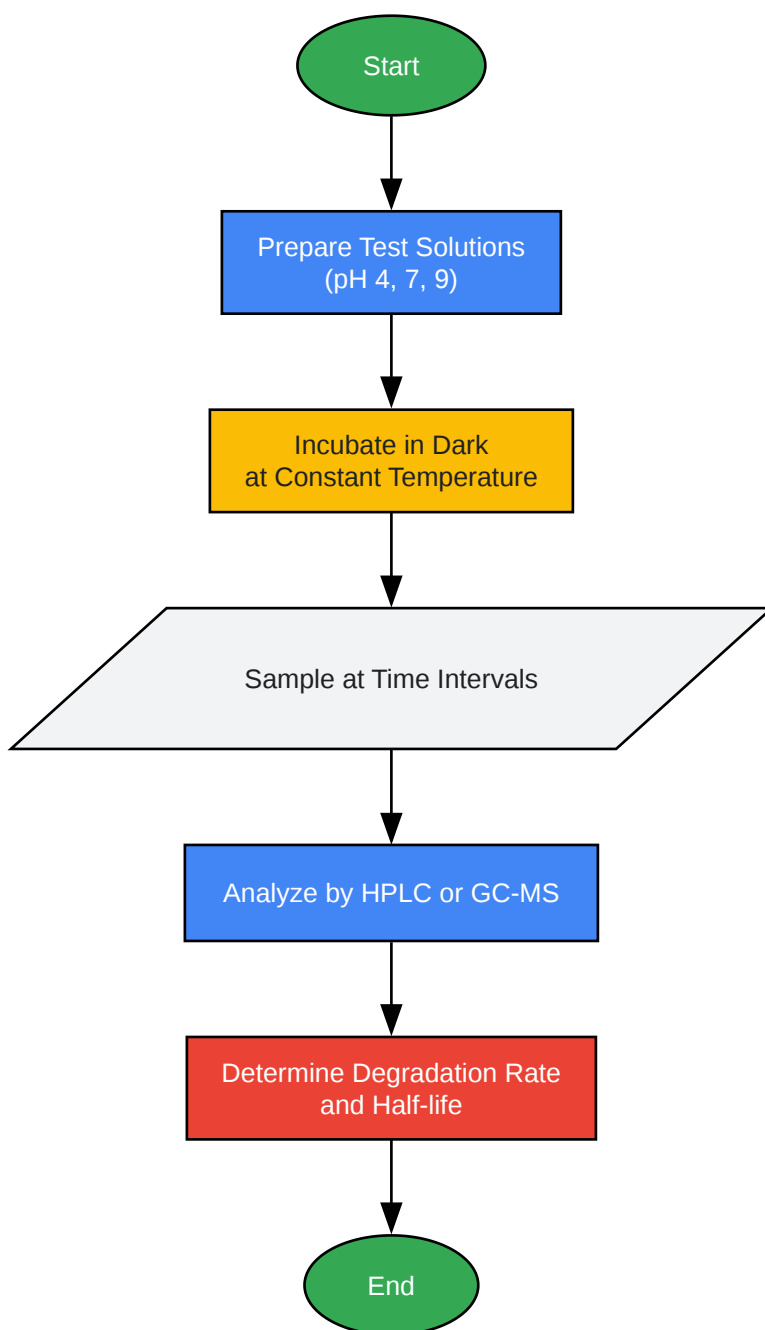 Start
Prepare Test Solutions
(pH 4, 7, 9)
Incubate in Dark
at Constant Temperature
Sample at Time Intervals
Analyze by HPLC or GC-MS
Determine Degradation Rate
and Half-life
End